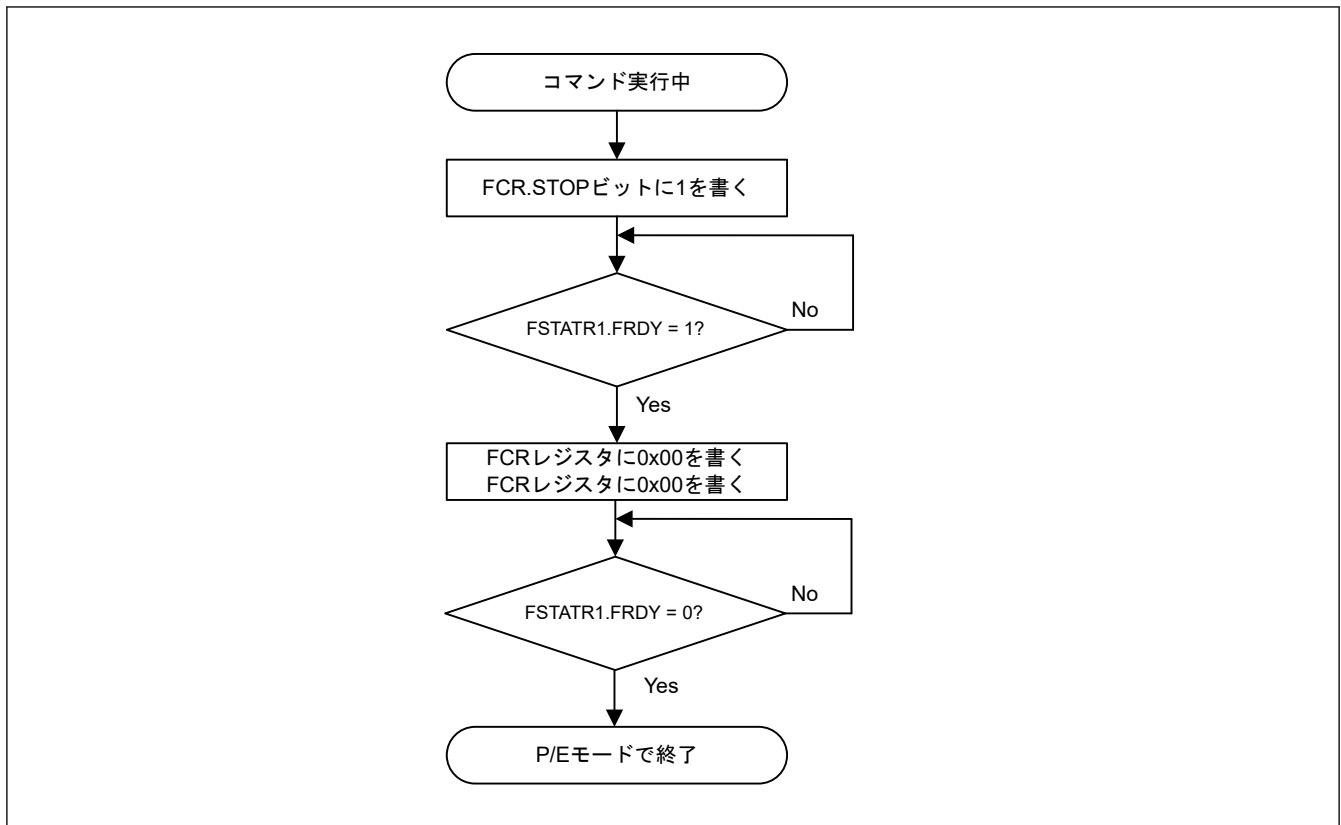 コマンド実行中
FCR.STOPビットに1を書く
FSTATR1.FRDY = 1?
No
Yes
FCRレジスタに0x00を書く
FCRレジスタに0x00を書く
FSTATR1.FRDY = 0?
No
Yes
P/Eモードで終了